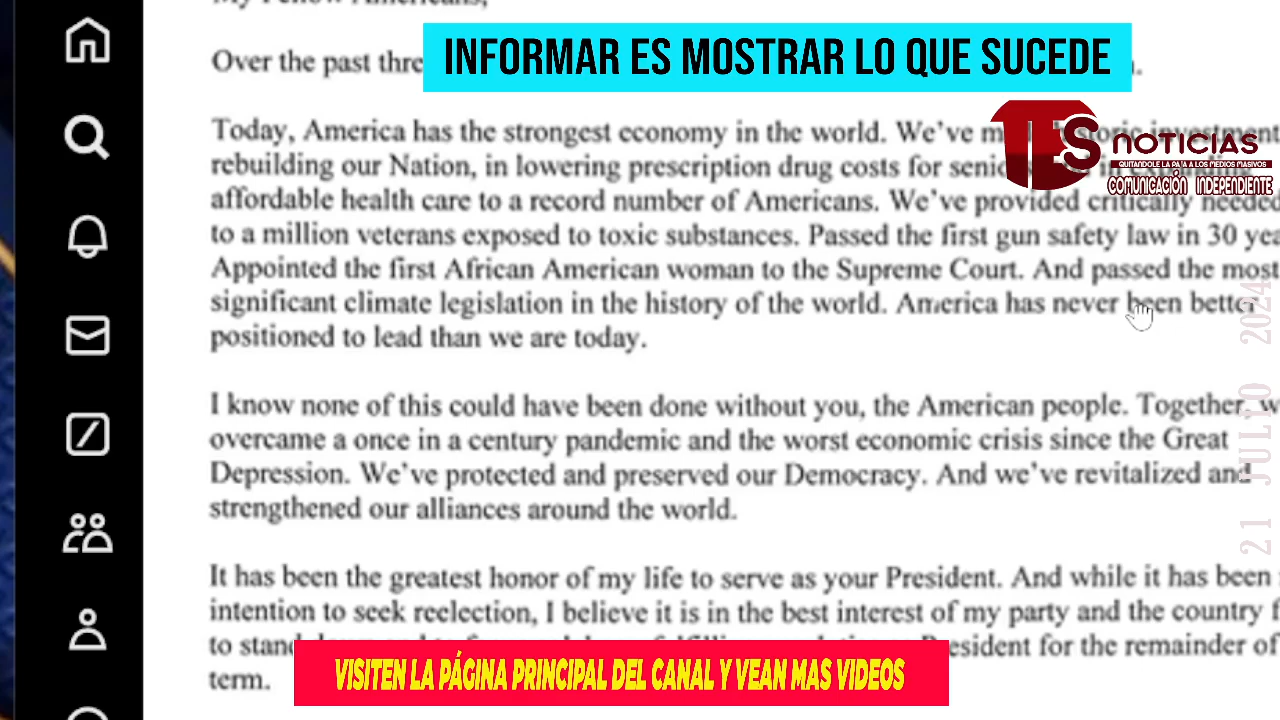 My Fellow Americans,
INFORMAR ES MOSTRAR LO QUE SUCEDE
Over the past
Today, America has the strongest economy in the world. We've
rebuilding our Nation, in lowering prescription drug costs for
affordable health care to a record number of Americans. We've provided critically needed
to a million veterans exposed to toxic substances. Passed the first gun safety law in 30
Appointed the first African American woman to the Supreme Court. And passed the most
significant climate legislation in the history of the world. America has never been better
positioned to lead than we are today.
TES NOTICIAS
QUITANDOLE LA PAJA A LOS MEDIOS MASIVOS
COMUNICACIÓN INDEPENDIENTE
21 JULIO 2024
I know none of this could have been done without you, the American people. Together,
overcame a once in a century pandemic and the worst economic crisis since the Great
Depression. We've protected and preserved our Democracy. And we've revitalized and
strengthened our alliances around the world.
It has been the greatest honor of my life to serve as your President. And while it has been
intention to seek reelection, I believe it is in the best interest of my party and the country
to stand
President for the remainder of
term.
VISITEN LA PÁGINA PRINCIPAL DEL CANAL Y VEAN MAS VIDEOS